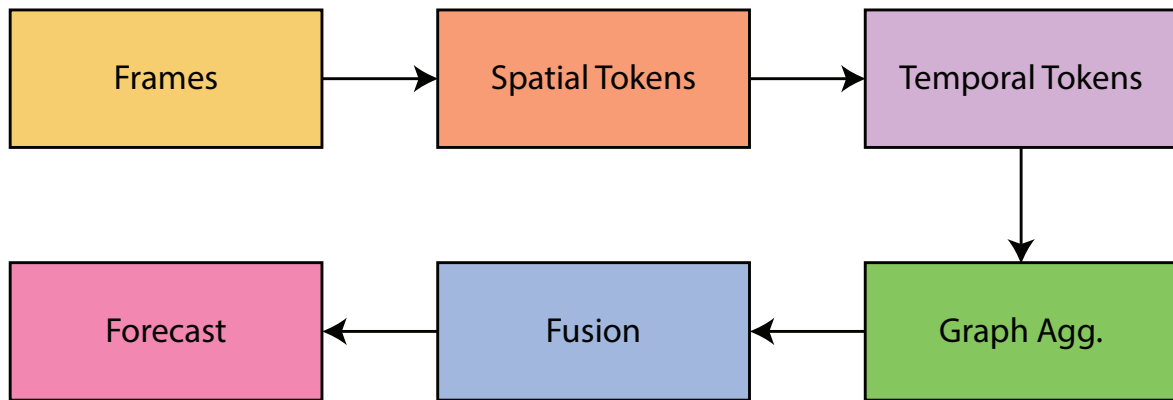 Frames
Spatial Tokens
Temporal Tokens
Forecast
Fusion
Graph Agg.